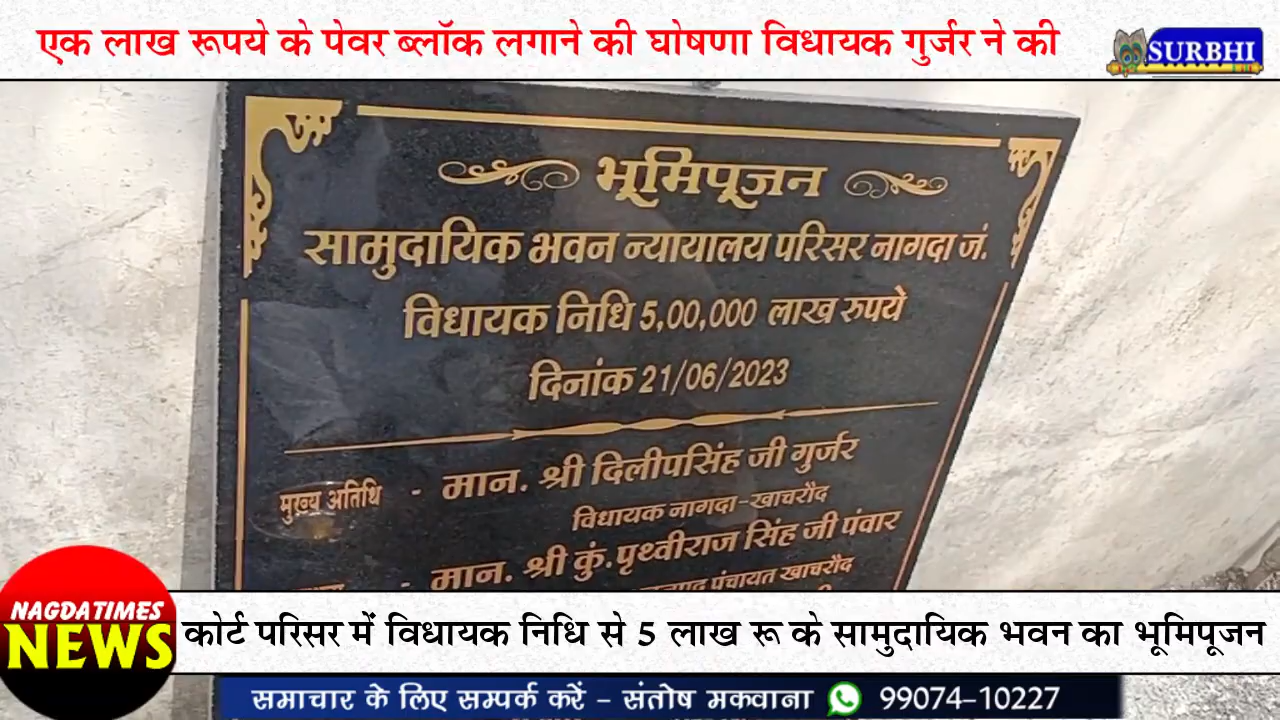 एक लाख रूपये के पेवर ब्लॉक लगाने की घोषणा विधायक गुर्जर ने की
SURBHI
भूमिपूजन
सामुदायिक भवन न्यायालय परिसर नागदा जं.
विधायक निधि 5,00,000 लाख रुपये
दिनांक 21/06/2023
मुख्य अतिथि - मान. श्री दिलीपसिंह जी गुर्जर
विधायक नागदा-खाचरौद
- मान. श्री कुं. पृथ्वीराज सिंह जी पंवार
पंचायत खाचरौद
NAGDATIMES
NEWS
कोर्ट परिसर में विधायक निधि से 5 लाख रू के सामुदायिक भवन का भूमिपूजन
समाचार के लिए सम्पर्क करें - संतोष मकवाना 99074-10227